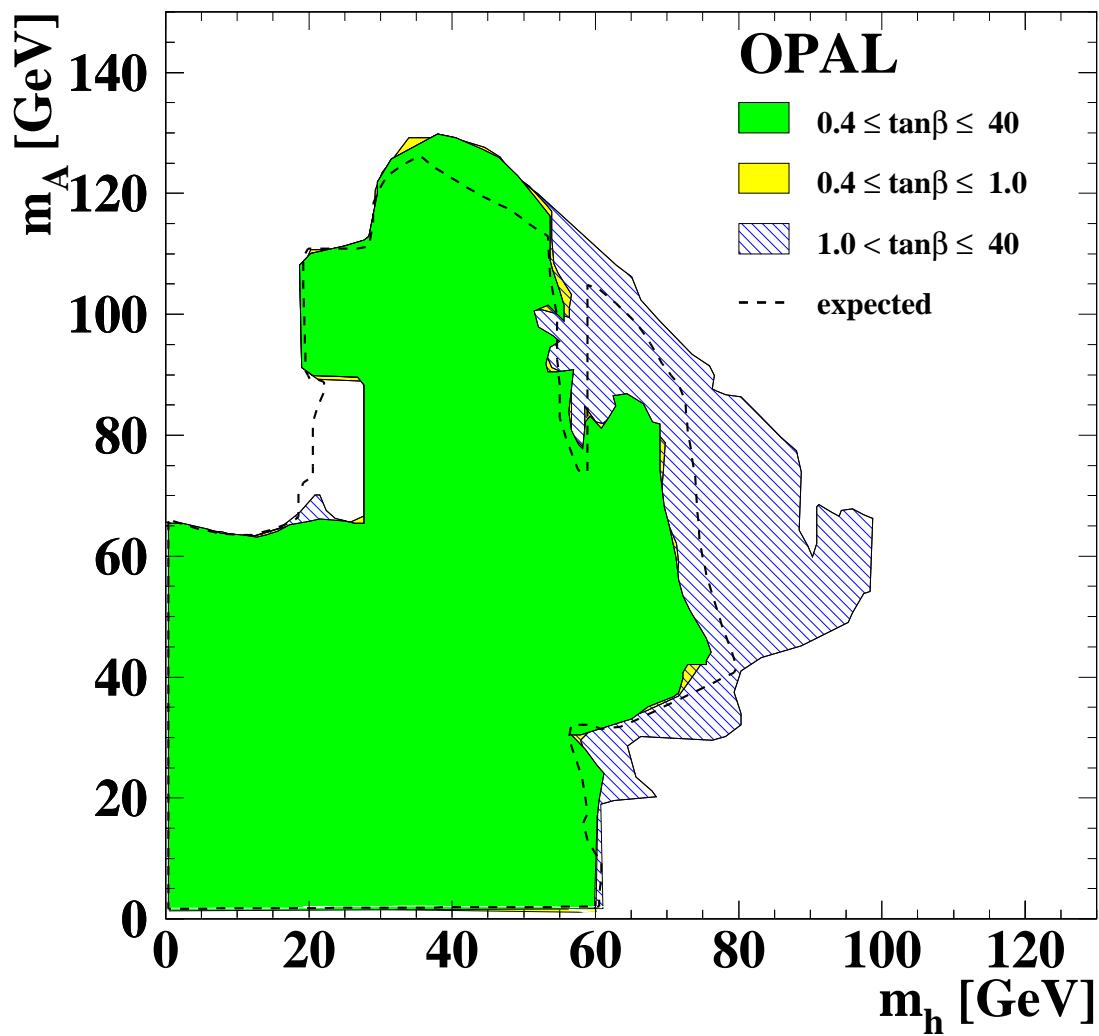 OPAL
0.4 ≤ tanβ ≤ 40
0.4 ≤ tanβ ≤ 1.0
1.0 < tanβ ≤ 40
expected
m_A [GeV]
140
120
100
80
60
40
20
0
0 20 40 60 80 100 120
m_h [GeV]